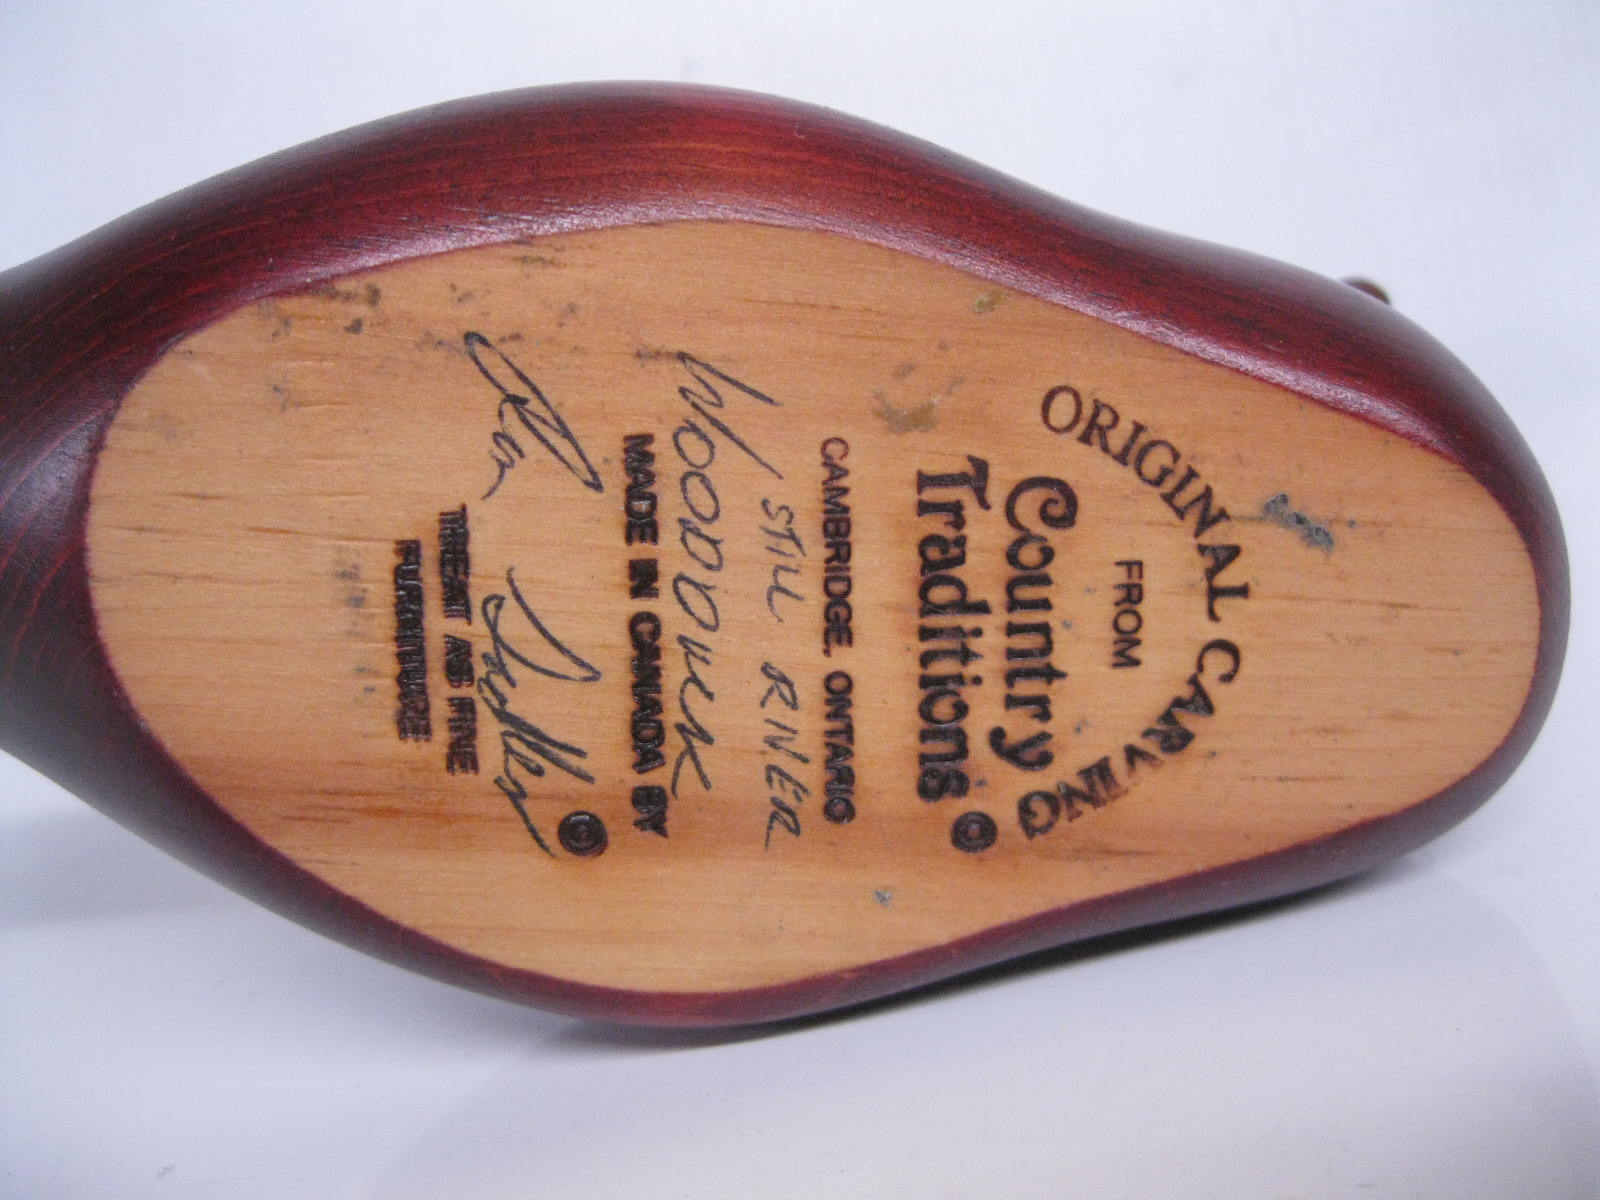 ORIGINAL CARVING
FROM
Country
Traditions ©
CAMBRIDGE, ONTARIO
STILL RIVER
WOODDUCK
MADE IN CANADA BY
©
TREAT AS FINE
FURNITURE